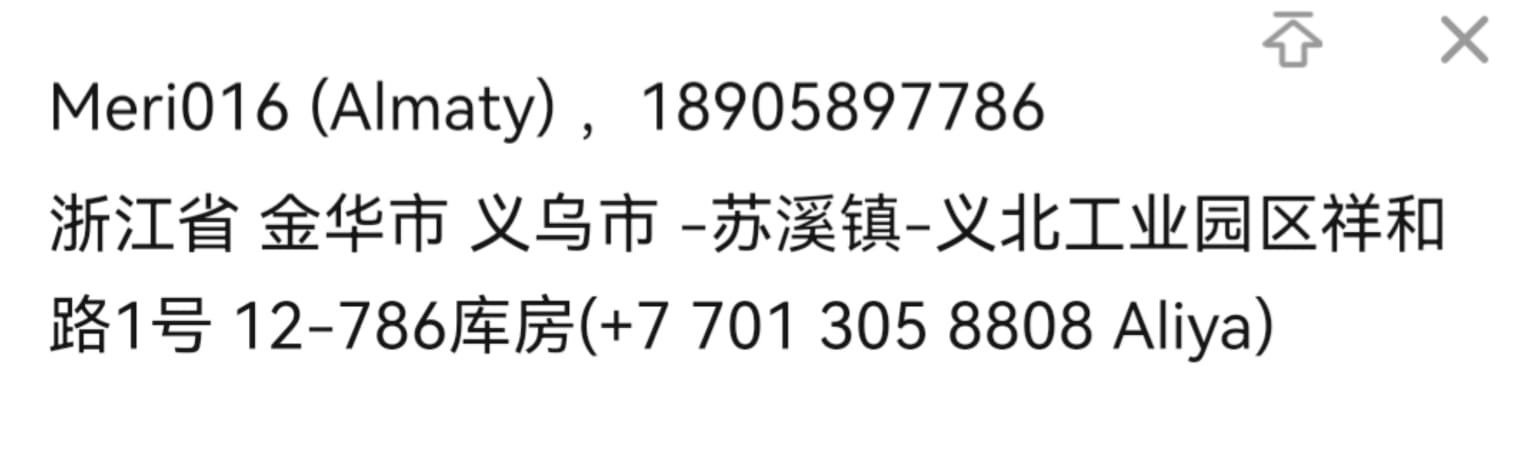 Meri016 (Almaty) ，18905897786
浙江省 金华市 义乌市 -苏溪镇-义北工业园区祥和
路1号 12-786库房(+7 701 305 8808 Aliya)